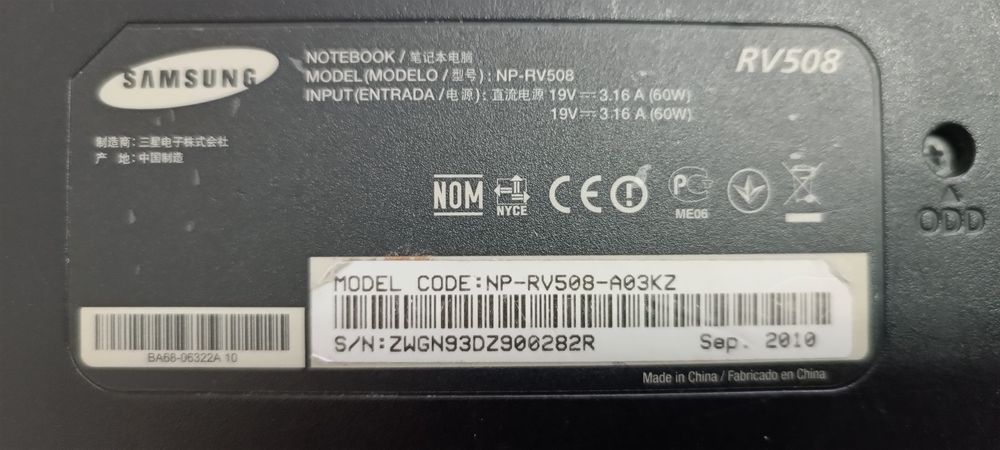 SAMSUNG
NOTEBOOK / 笔记本电脑
MODEL (MODELO / 型号) : NP-RV508
INPUT (ENTRADA / 电源) : 直流电源 19V⎓3.16 A (60W)
19V⎓3.16 A (60W)
RV508
制造商 : 三星电子株式会社
产 地 : 中国制造
NOM
NYCE
CE
PG
ME06
ODD
MODEL CODE:NP-RV508-A03KZ
S/N:ZWGN93DZ900282R Sep. 2010
BA68-06322A 10
Made in China / Fabricado en China